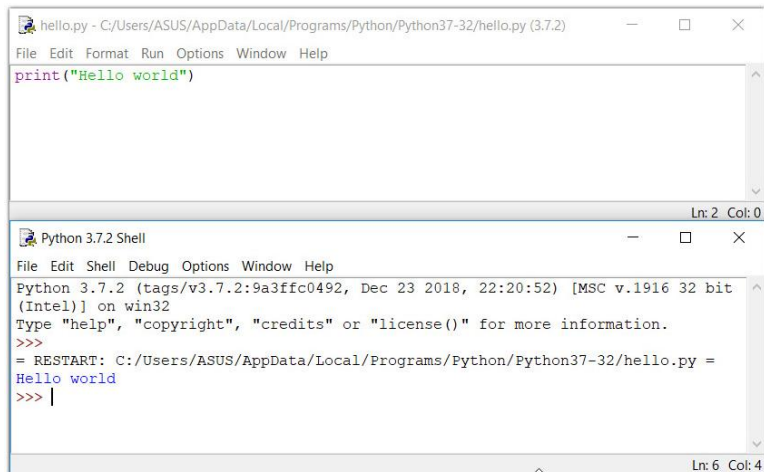 hello.py - C:/Users/ASUS/AppData/Local/Programs/Python/Python37-32/hello.py (3.7.2)
File Edit Format Run Options Window Help
print("Hello world")
Ln: 2 Col: 0
Python 3.7.2 Shell
File Edit Shell Debug Options Window Help
Python 3.7.2 (tags/v3.7.2:9a3ffc0492, Dec 23 2018, 22:20:52) [MSC v.1916 32 bit
(Intel)] on win32
Type "help", "copyright", "credits" or "license()" for more information.
>>>
= RESTART: C:/Users/ASUS/AppData/Local/Programs/Python/Python37-32/hello.py =
Hello world
>>>
Ln: 6 Col: 4